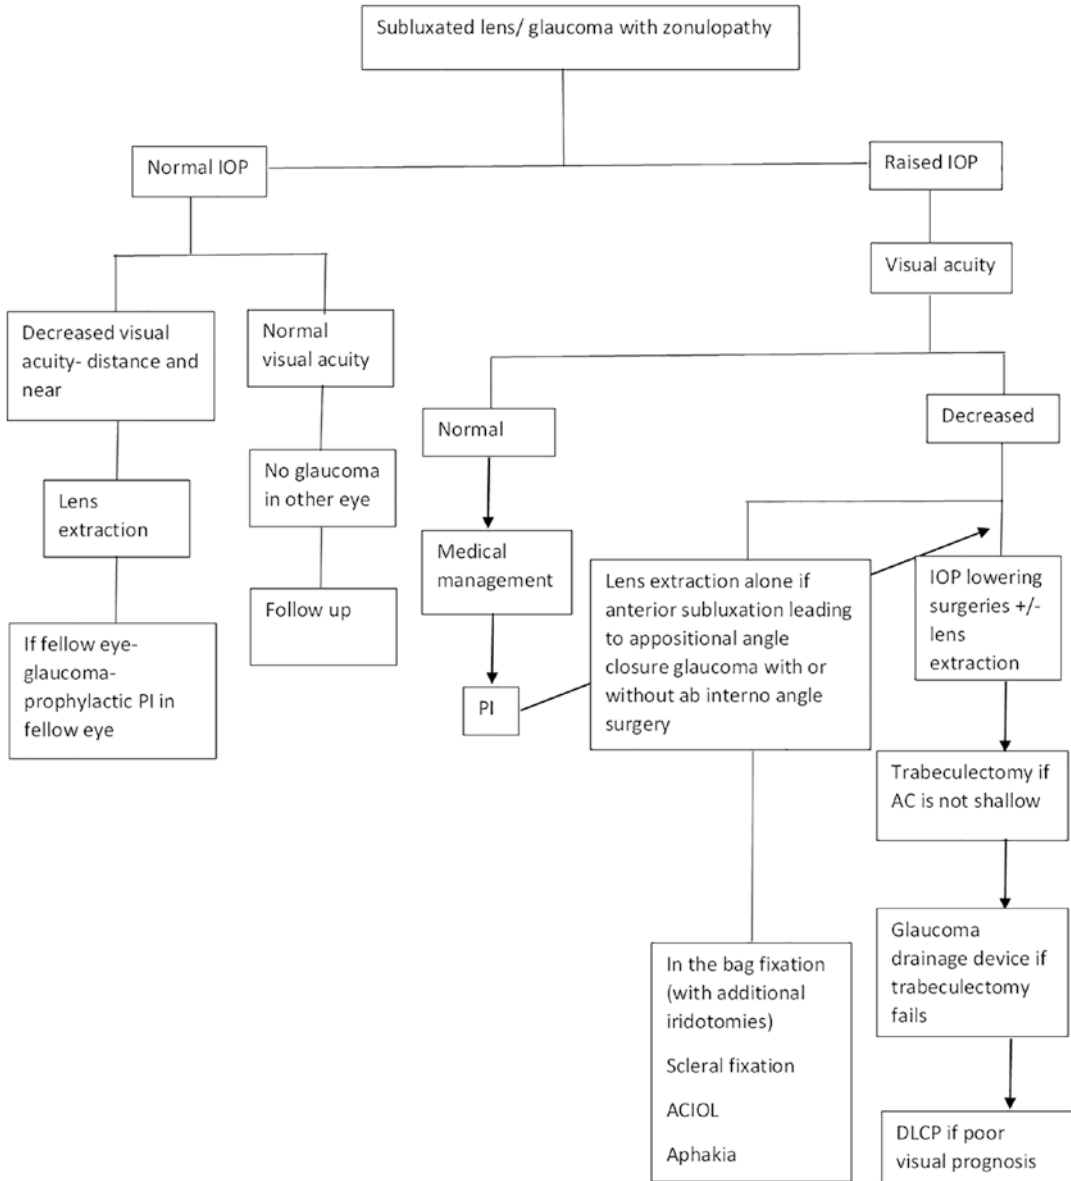 Subluxated lens/ glaucoma with zonulopathy
Normal IOP
Raised IOP
Visual acuity
Decreased visual
acuity- distance and
near
Normal
visual acuity
Normal
Decreased
Lens
extraction
No glaucoma
in other eye
Medical
management
Lens extraction alone if
anterior subluxation leading
to appositional angle
closure glaucoma with or
without ab interno angle
surgery
IOP lowering
surgeries +/-
lens
extraction
If fellow eye-
glaucoma-
prophylactic PI in
fellow eye
Follow up
PI
Trabeculectomy if
AC is not shallow
Glaucoma
drainage device if
trabeculectomy
fails
In the bag fixation
(with additional
iridotomies)
Scleral fixation
ACIOL
Aphakia
DLCP if poor
visual prognosis